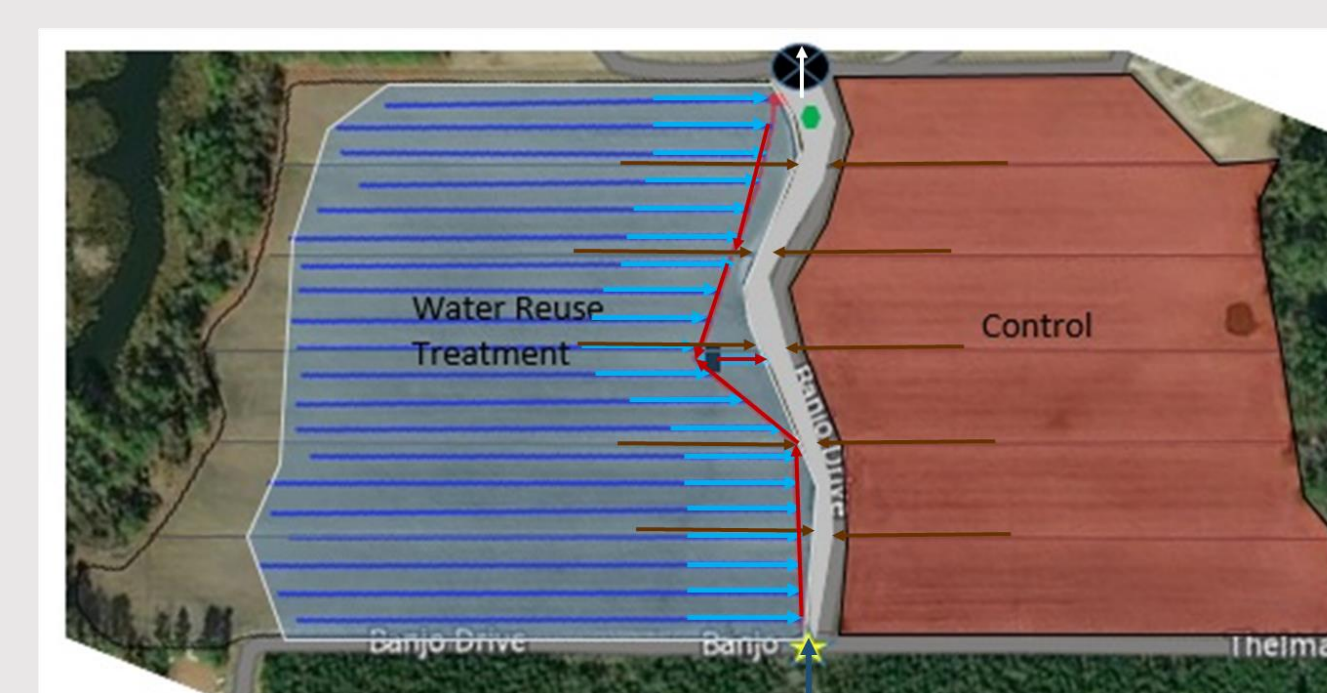 Water Reuse
Treatment
Control
Banjo Drive
Banjo Drive
Banjo
Thelma